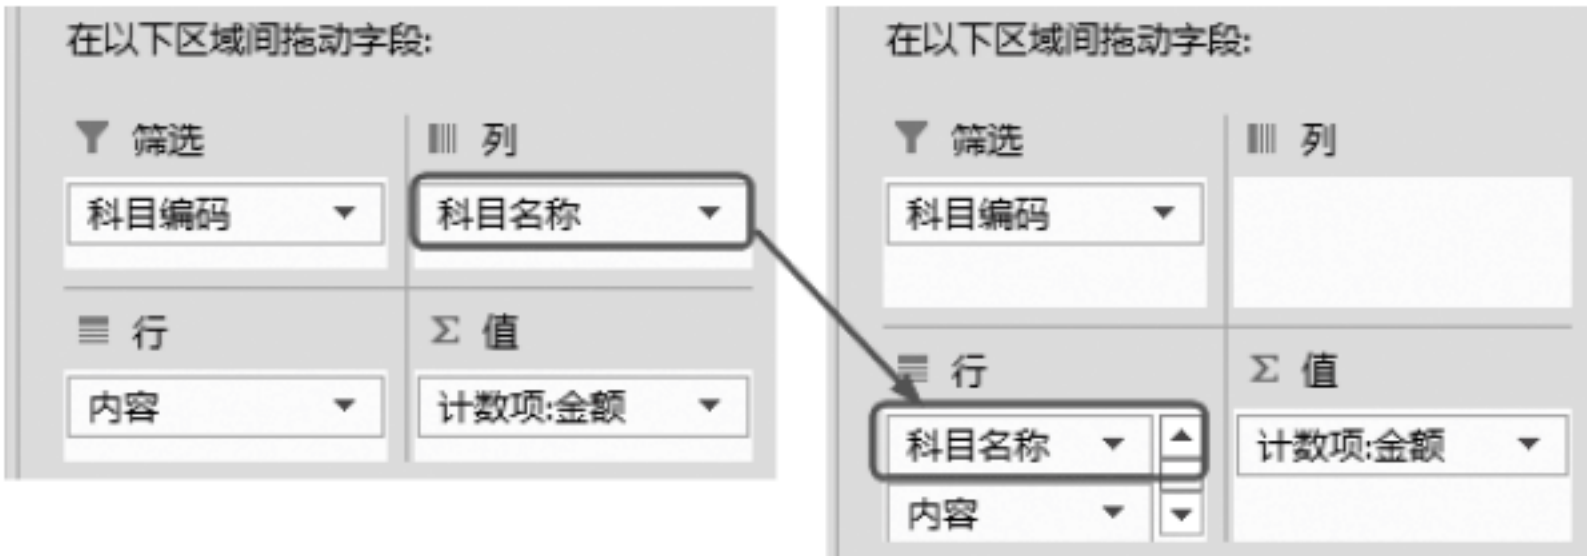 在以下区域间拖动字段:
筛选
列
科目编码
科目名称
行
Σ 值
内容
计数项:金额
在以下区域间拖动字段:
筛选
列
科目编码
行
Σ 值
科目名称
计数项:金额
内容